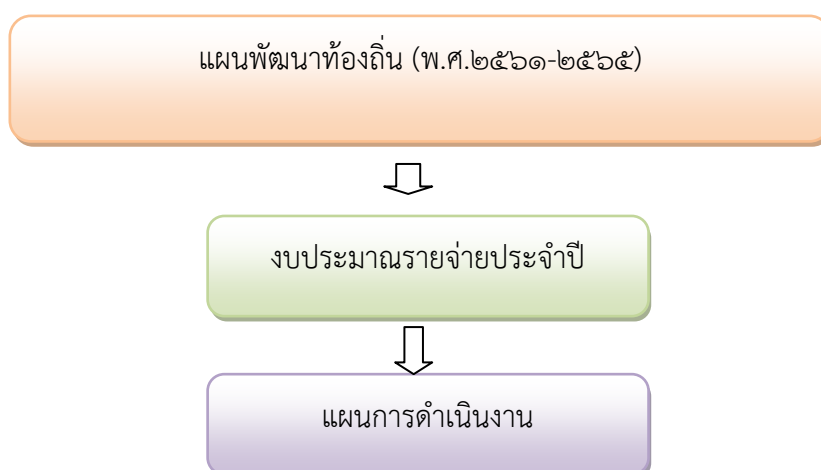 แผนพัฒนาท้องถิ่น (พ.ศ.๒๕๖๑-๒๕๖๕)
งบประมาณรายจ่ายประจำปี
แผนการดำเนินงาน